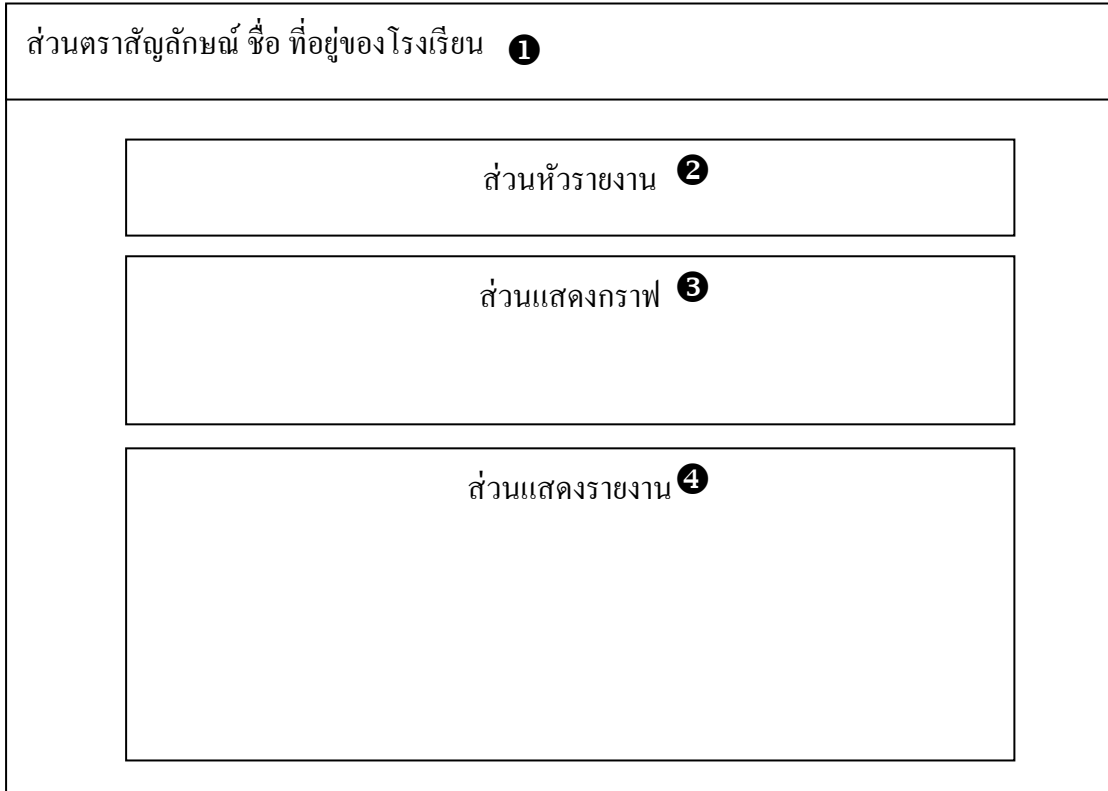 ส่วนตราสัญลักษณ์ ชื่อ ที่อยู่ของโรงเรียน ❶
ส่วนหัวรายงาน ❷
ส่วนแสดงกราฟ ❸
ส่วนแสดงรายงาน ❹